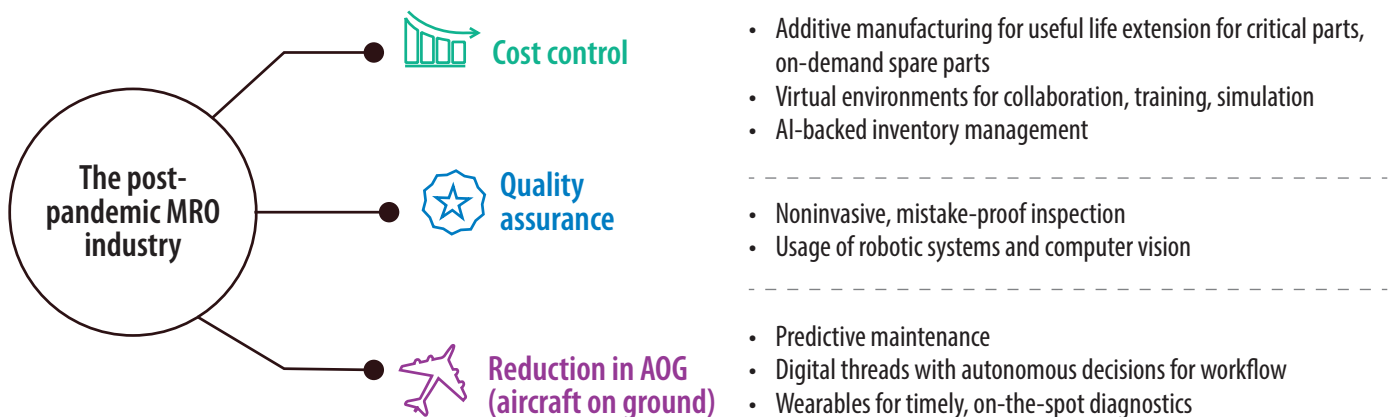 The post-
pandemic MRO
industry
Cost control
• Additive manufacturing for useful life extension for critical parts,
on-demand spare parts
• Virtual environments for collaboration, training, simulation
• AI-backed inventory management
Quality
assurance
• Noninvasive, mistake-proof inspection
• Usage of robotic systems and computer vision
Reduction in AOG
(aircraft on ground)
• Predictive maintenance
• Digital threads with autonomous decisions for workflow
• Wearables for timely, on-the-spot diagnostics